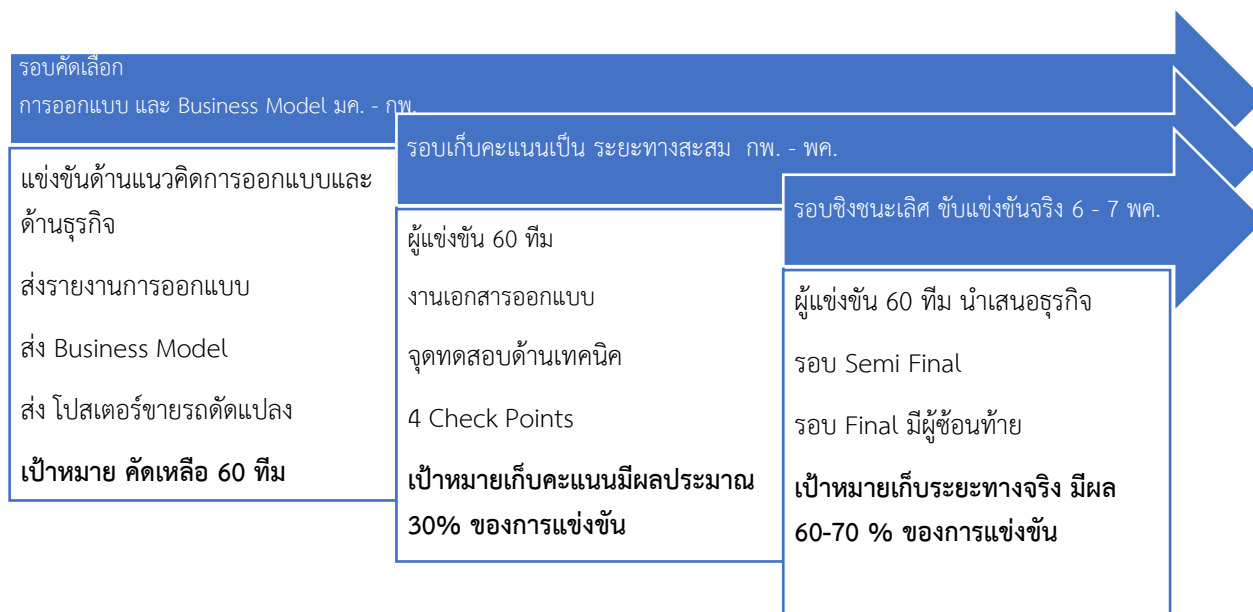 รอบคัดเลือก
การออกแบบ และ Business Model มค. - กพ.
แข่งขันด้านแนวคิดการออกแบบและ
ด้านธุรกิจ
ส่งรายงานการออกแบบ
ส่ง Business Model
ส่ง โปสเตอร์ขายรถดัดแปลง
เป้าหมาย คัดเหลือ 60 ทีม
รอบเก็บคะแนนเป็น ระยะทางสะสม กพ. - พค.
ผู้แข่งขัน 60 ทีม
งานเอกสารออกแบบ
จุดทดสอบด้านเทคนิค
4 Check Points
เป้าหมายเก็บคะแนนมีผลประมาณ
30% ของการแข่งขัน
รอบชิงชนะเลิศ ขับแข่งขันจริง 6 - 7 พค.
ผู้แข่งขัน 60 ทีม นำเสนอธุรกิจ
รอบ Semi Final
รอบ Final มีผู้ซ้อนท้าย
เป้าหมายเก็บระยะทางจริง มีผล
60-70 % ของการแข่งขัน